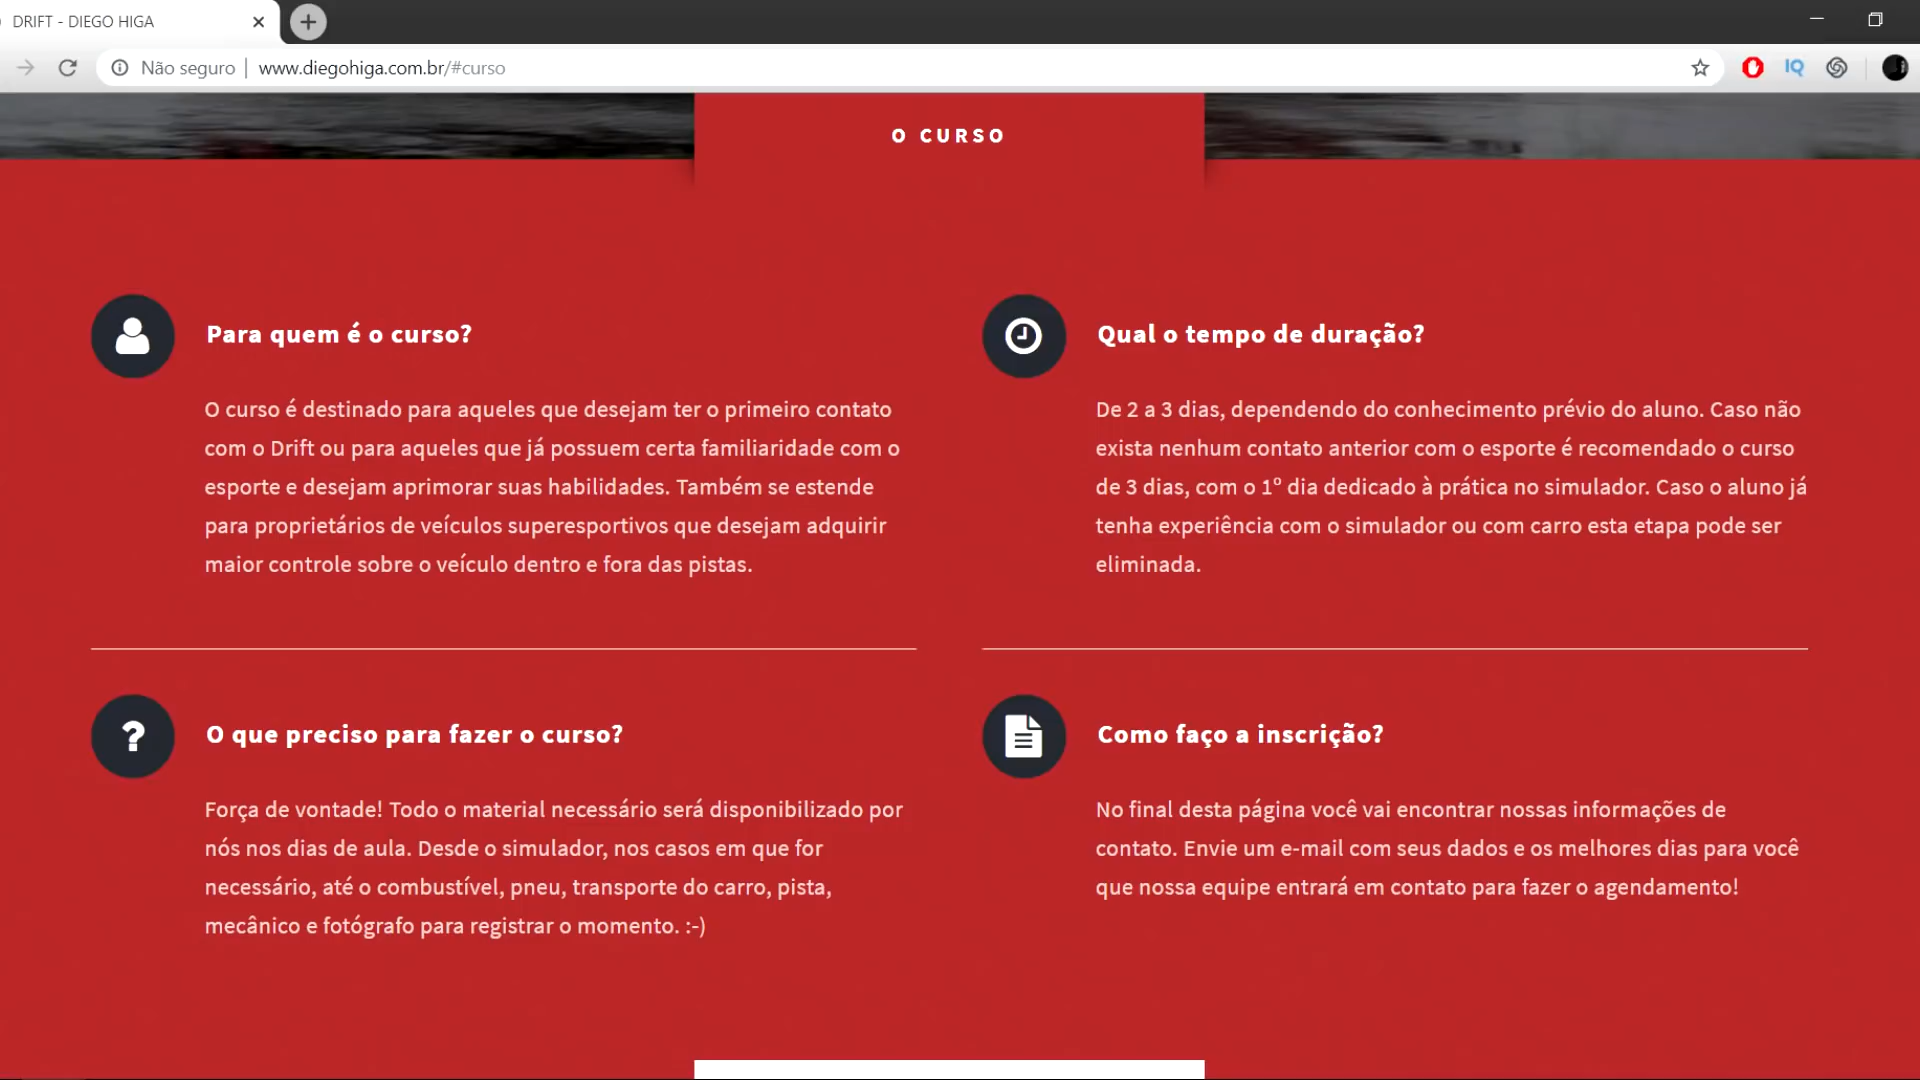 DRIFT - DIEGO HIGA
Não seguro | www.diegohiga.com.br/#curso
IQ
O CURSO
Para quem é o curso?
O curso é destinado para aqueles que desejam ter o primeiro contato
com o Drift ou para aqueles que já possuem certa familiaridade com o
esporte e desejam aprimorar suas habilidades. Também se estende
para proprietários de veículos superesportivos que desejam adquirir
maior controle sobre o veículo dentro e fora das pistas.
Qual o tempo de duração?
De 2 a 3 dias, dependendo do conhecimento prévio do aluno. Caso não
exista nenhum contato anterior com o esporte é recomendado o curso
de 3 dias, com o 1º dia dedicado à prática no simulador. Caso o aluno já
tenha experiência com o simulador ou com carro esta etapa pode ser
eliminada.
O que preciso para fazer o curso?
Força de vontade! Todo o material necessário será disponibilizado por
nós nos dias de aula. Desde o simulador, nos casos em que for
necessário, até o combustível, pneu, transporte do carro, pista,
mecânico e fotógrafo para registrar o momento. :-)
Como faço a inscrição?
No final desta página você vai encontrar nossas informações de
contato. Envie um e-mail com seus dados e os melhores dias para você
que nossa equipe entrará em contato para fazer o agendamento!